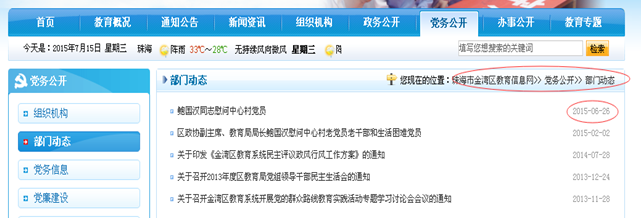 首页 教育概况 通知公告 新闻资讯 组织机构 政务公开 党务公开 办事公开 教育专题
今天是：2015年7月15日 星期三 珠海 阵雨 33℃～28℃ 无持续风向微风 星期三 阵
填写您想搜索的关键词 检索
党务公开
组织机构
部门动态
党务信息
党廉建设
部门动态 您现在的位置：珠海市金湾区教育信息网>> 党务公开>> 部门动态
鲍国汉同志慰问中心村党员 2015-06-26
区政协副主席、教育局局长鲍国汉慰问中心村老党员老干部和生活困难党员 2015-02-02
关于印发《金湾区教育系统民主评议政风行风工作方案》的通知 2014-07-28
关于召开2013年度区教育局党组领导干部民主生活会的通知 2013-12-24
关于召开金湾区教育系统开展党的群众路线教育实践活动专题学习讨论会会议的通知 2013-11-28